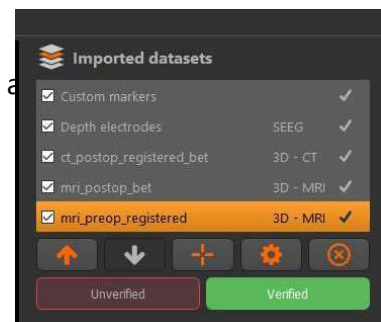 Imported datasets
a
Custom markers
Depth electrodes SEEG
ct_postop_registered_bet 3D - CT
mri_postop_bet 3D - MRI
mri_preop_registered 3D - MRI
Unverified Verified